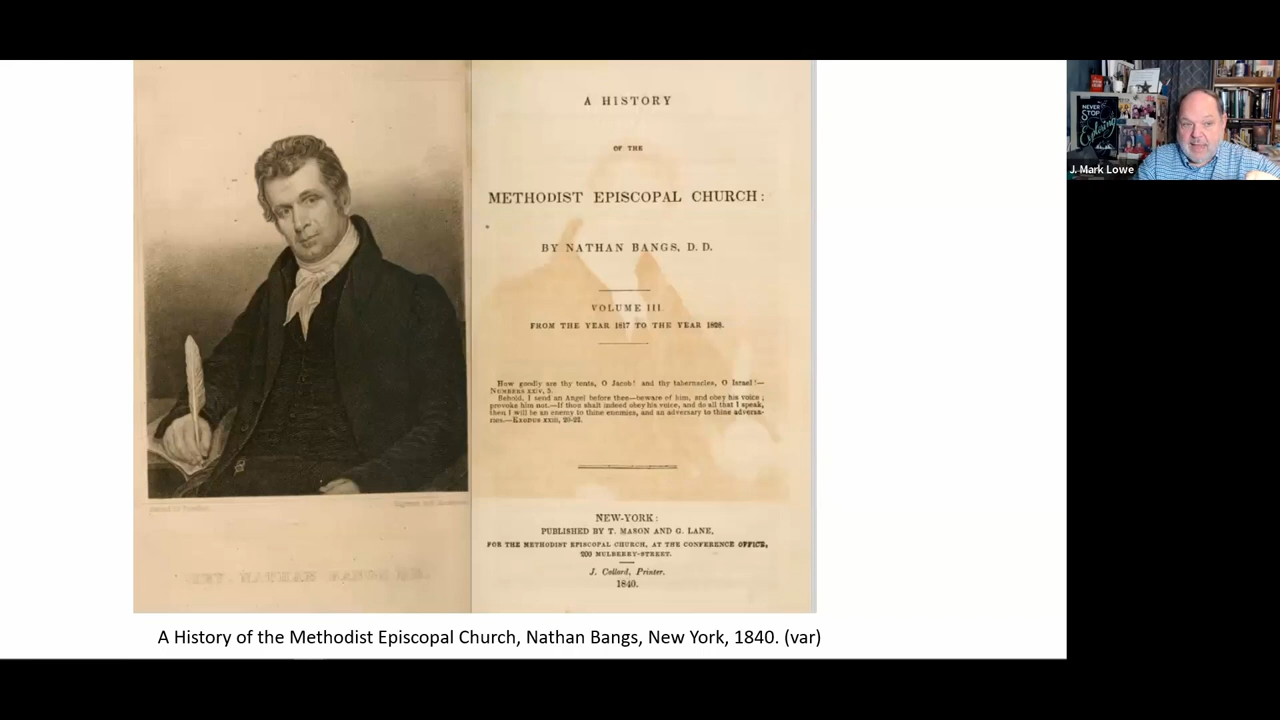 A HISTORY
OF THE
METHODIST EPISCOPAL CHURCH:
BY NATHAN BANGS, D. D.
VOLUME III.
FROM THE YEAR 1817 TO THE YEAR 1828.
How goodly are thy tents, O Jacob! and thy tabernacles, O Israel!—
NUMBERS xxiv, 5.
Behold, I send an Angel before thee—beware of him, and obey his voice;
provoke him not.—If thou shalt indeed obey his voice, and do all that I speak,
then I will be an enemy to thine enemies, and an adversary to thine adversa-
ries.—EXODUS xxiii, 20-22.
NEW-YORK:
PUBLISHED BY T. MASON AND G. LANE,
FOR THE METHODIST EPISCOPAL CHURCH, AT THE CONFERENCE OFFICE,
200 MULBERRY-STREET.
J. Collord, Printer.
1840.
REV. NATHAN BANGS D.D.
A History of the Methodist Episcopal Church, Nathan Bangs, New York, 1840. (var)
NEVER
STOP
Exploring
J. Mark Lowe